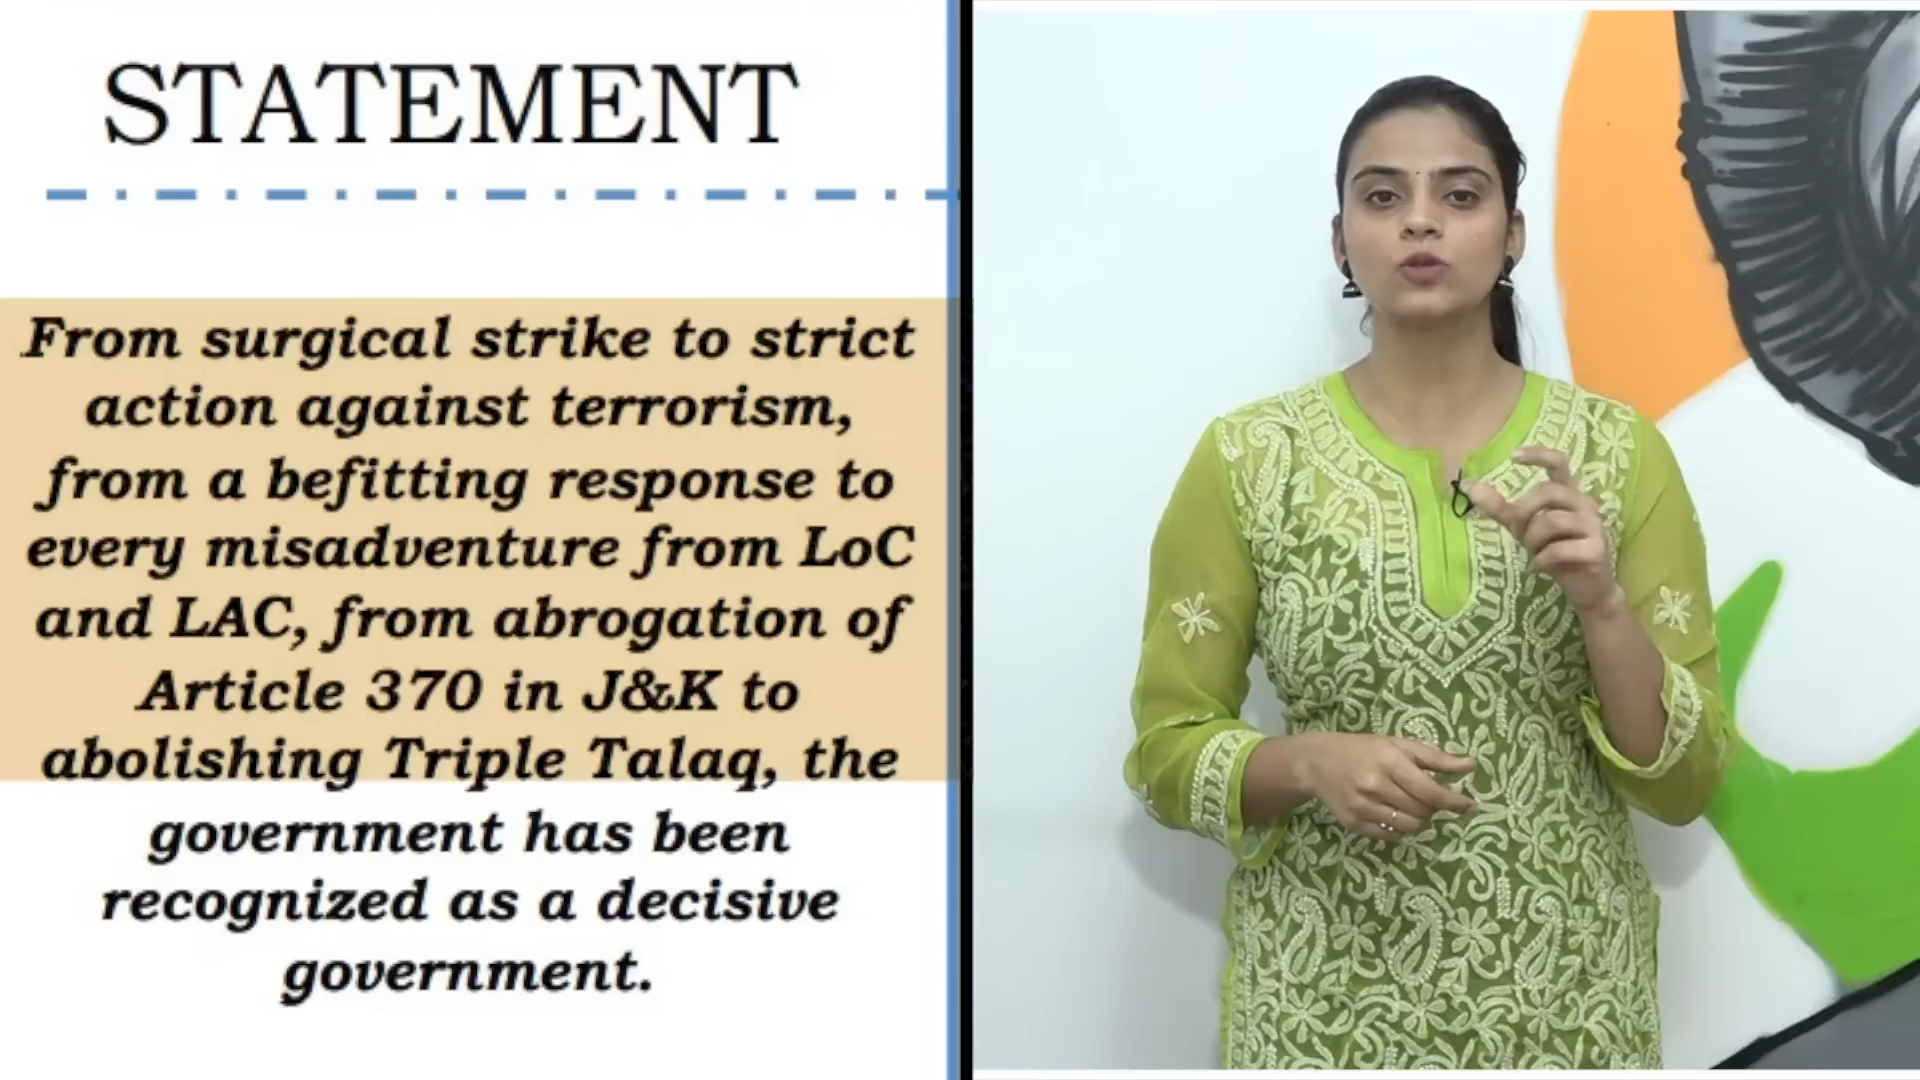 STATEMENT
From surgical strike to strict
action against terrorism,
from a befitting response to
every misadventure from LoC
and LAC, from abrogation of
Article 370 in J&K to
abolishing Triple Talaq, the
government has been
recognized as a decisive
government.